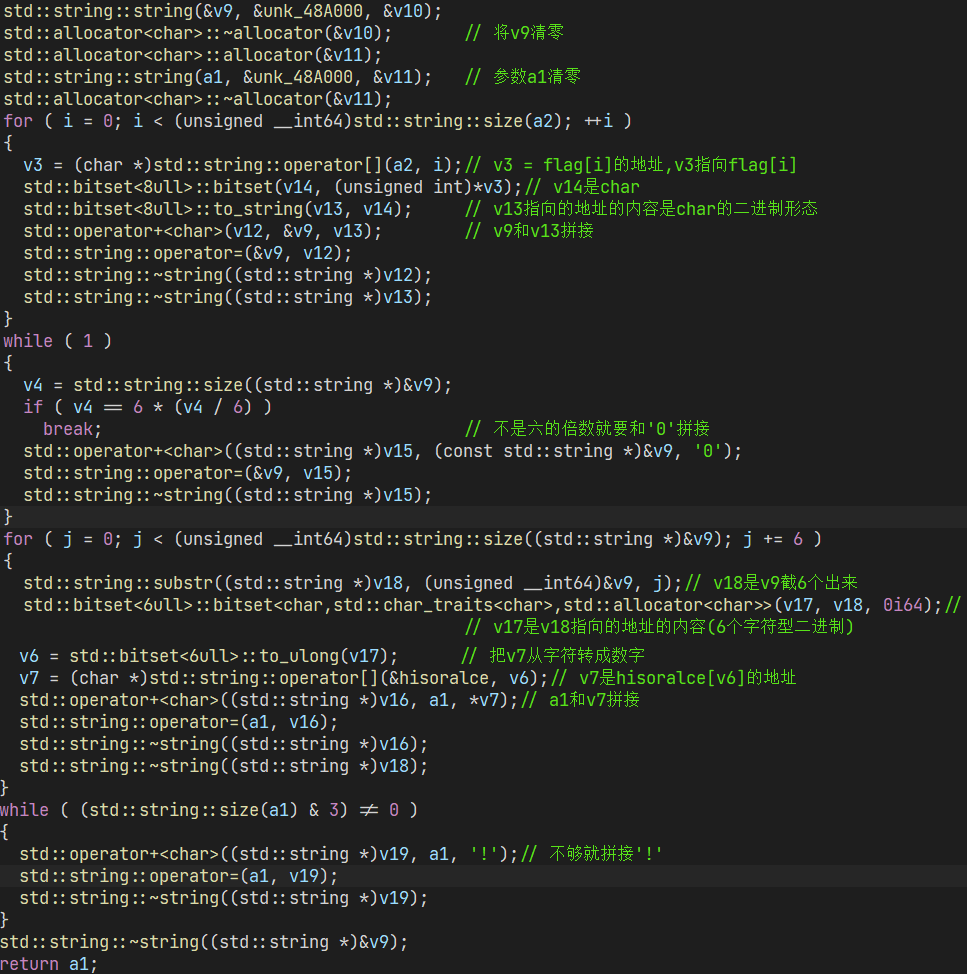 std::string::string(&v9, &unk_48A000, &v10);
std::allocator<char>::~allocator(&v10);        // 将v9清零
std::allocator<char>::allocator(&v11);
std::string::string(a1, &unk_48A000, &v11);   // 参数a1清零
std::allocator<char>::~allocator(&v11);
for ( i = 0; i < (unsigned __int64)std::string::size(a2); ++i )
{
  v3 = (char *)std::string::operator[](a2, i);// v3 = flag[i]的地址,v3指向flag[i]
  std::bitset<8ull>::bitset(v14, (unsigned int)*v3);// v14是char
  std::bitset<8ull>::to_string(v13, v14);      // v13指向的地址的内容是char的二进制形态
  std::operator+<char>(v12, &v9, v13);         // v9和v13拼接
  std::string::operator=(&v9, v12);
  std::string::~string((std::string *)v12);
  std::string::~string((std::string *)v13);
}
while ( 1 )
{
  v4 = std::string::size((std::string *)&v9);
  if ( v4 == 6 * (v4 / 6) )
    break;                                     // 不是六的倍数就要和'0'拼接
  std::operator+<char>((std::string *)v15, (const std::string *)&v9, '0');
  std::string::operator=(&v9, v15);
  std::string::~string((std::string *)v15);
}
for ( j = 0; j < (unsigned __int64)std::string::size((std::string *)&v9); j += 6 )
{
  std::string::substr((std::string *)v18, (unsigned __int64)&v9, j);// v18是v9截6个出来
  std::bitset<6ull>::bitset<char,std::char_traits<char>,std::allocator<char>>(v17, v18, 0i64);//
                                               // v17是v18指向的地址的内容(6个字符型二进制)
  v6 = std::bitset<6ull>::to_ulong(v17);       // 把v7从字符转成数字
  v7 = (char *)std::string::operator[](&hisoralce, v6);// v7是hisoralce[v6]的地址
  std::operator+<char>((std::string *)v16, a1, *v7);// a1和v7拼接
  std::string::operator=(a1, v16);
  std::string::~string((std::string *)v16);
  std::string::~string((std::string *)v18);
}
while ( (std::string::size(a1) & 3) != 0 )
{
  std::operator+<char>((std::string *)v19, a1, '!');// 不够就拼接'!'
  std::string::operator=(a1, v19);
  std::string::~string((std::string *)v19);
}
std::string::~string((std::string *)&v9);
return a1;